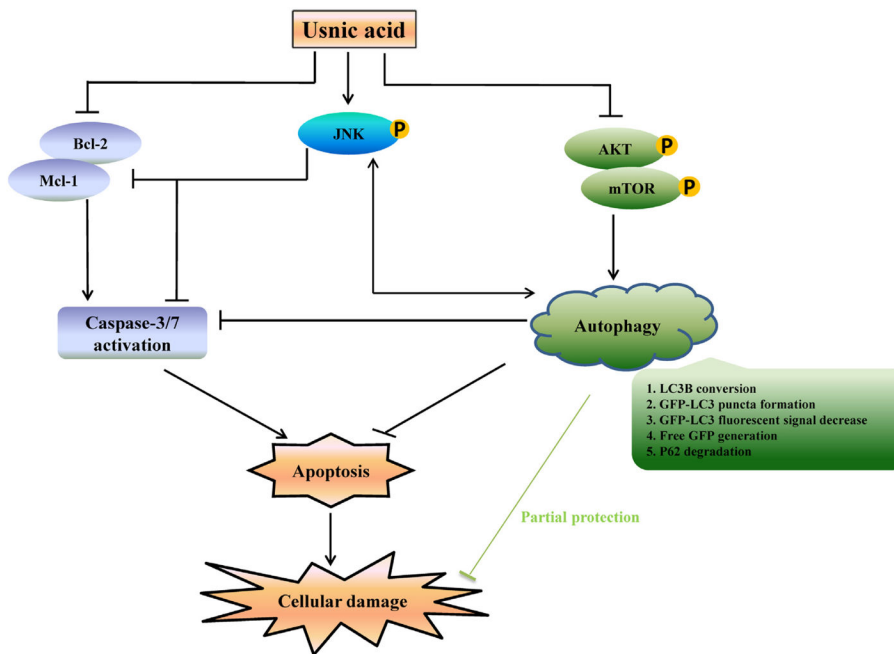 Usnic acid
Bcl-2
Mcl-1
JNK
P
AKT
P
mTOR
P
Caspase-3/7
activation
Autophagy
1. LC3B conversion
2. GFP-LC3 puncta formation
3. GFP-LC3 fluorescent signal decrease
4. Free GFP generation
5. P62 degradation
Apoptosis
Partial protection
Cellular damage